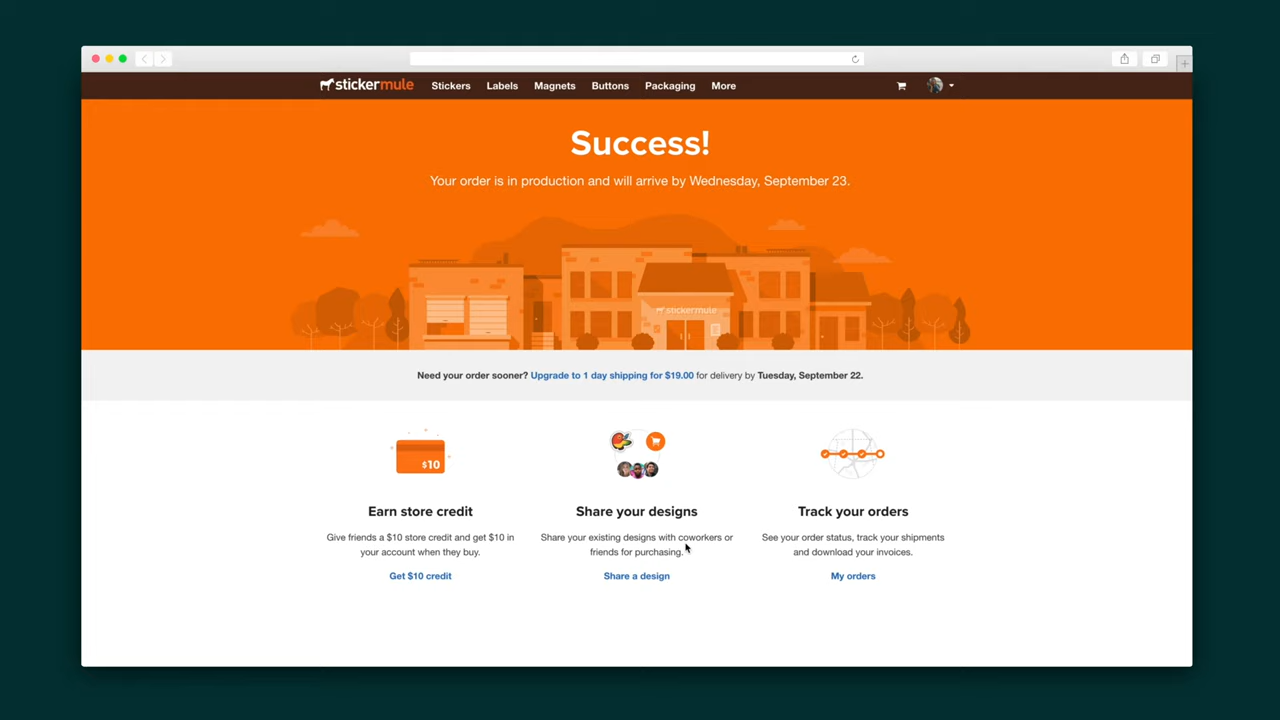 stickermule Stickers Labels Magnets Buttons Packaging More
Success!
Your order is in production and will arrive by Wednesday, September 23.
stickermule
Need your order sooner? Upgrade to 1 day shipping for $19.00 for delivery by Tuesday, September 22.
$10
Earn store credit
Give friends a $10 store credit and get $10 in
your account when they buy.
Get $10 credit
Share your designs
Share your existing designs with coworkers or
friends for purchasing.
Share a design
Track your orders
See your order status, track your shipments
and download your invoices.
My orders